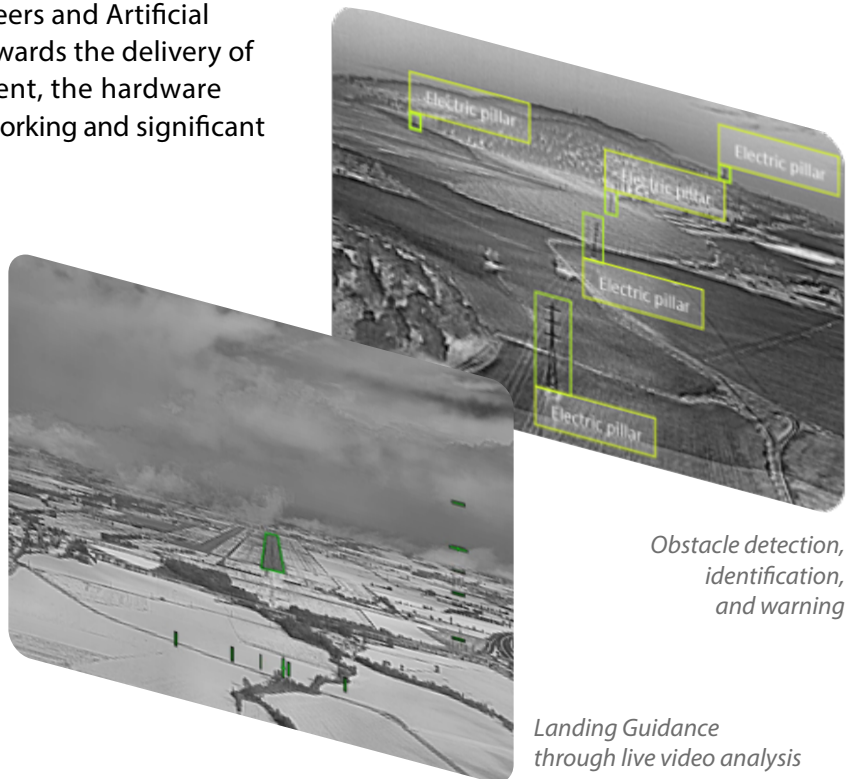 eers and Artificial
wards the delivery of
ent, the hardware
orking and significant
Electric pillar
Electric pillar
Electric pillar
Electric pillar
Electric pillar
Obstacle detection,
identification,
and warning
Landing Guidance
through live video analysis